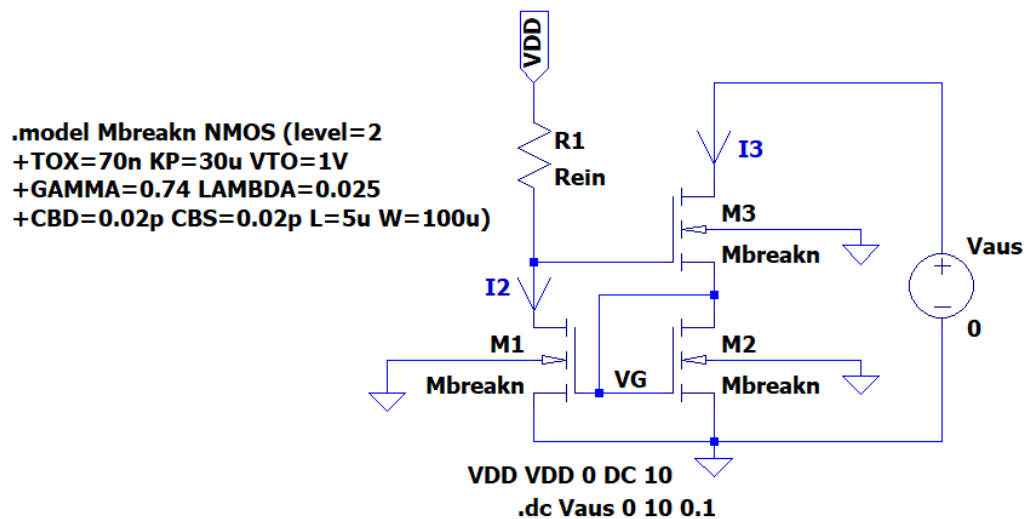 VDD
.model Mbreakn NMOS (level=2
+TOX=70n KP=30u VTO=1V
+GAMMA=0.74 LAMBDA=0.025
+CBD=0.02p CBS=0.02p L=5u W=100u)
R1
Rein
I3
M3
Mbreakn
Vaus
0
I2
M1
Mbreakn
VG
M2
Mbreakn
VDD VDD 0 DC 10
.dc Vaus 0 10 0.1